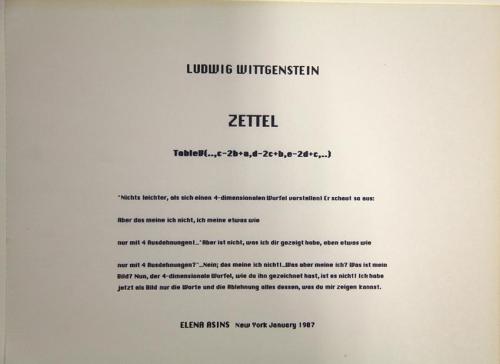 LUDWIG WITTGENSTEIN
ZETTEL
TableV(..,c-2b+a,d-2c+b,e-2d+c,..)
"Nichts leichter, als sich einen 4-dimensionalen Wurfel vorstellen! Er schaut so aus:
Aber das meine ich nicht, ich meine etwas wie
nur mit 4 Ausdehnungen!..."Aber ist nicht, was ich dir gezeigt habe, eben etwas wie
nur mit 4 Ausdehnungen?"...Nein; das meine ich nicht!...Was aber meine ich? Was ist mein
Bild? Nun, der 4-dimensionale Wurfel, wie du ihn gezeichnet hast, ist es nicht! Ich habe
jetzt als Bild nur die Worte und die Ablehnung alles dessen, was du mir zeigen kannst.
ELENA ASINS New York January 1987